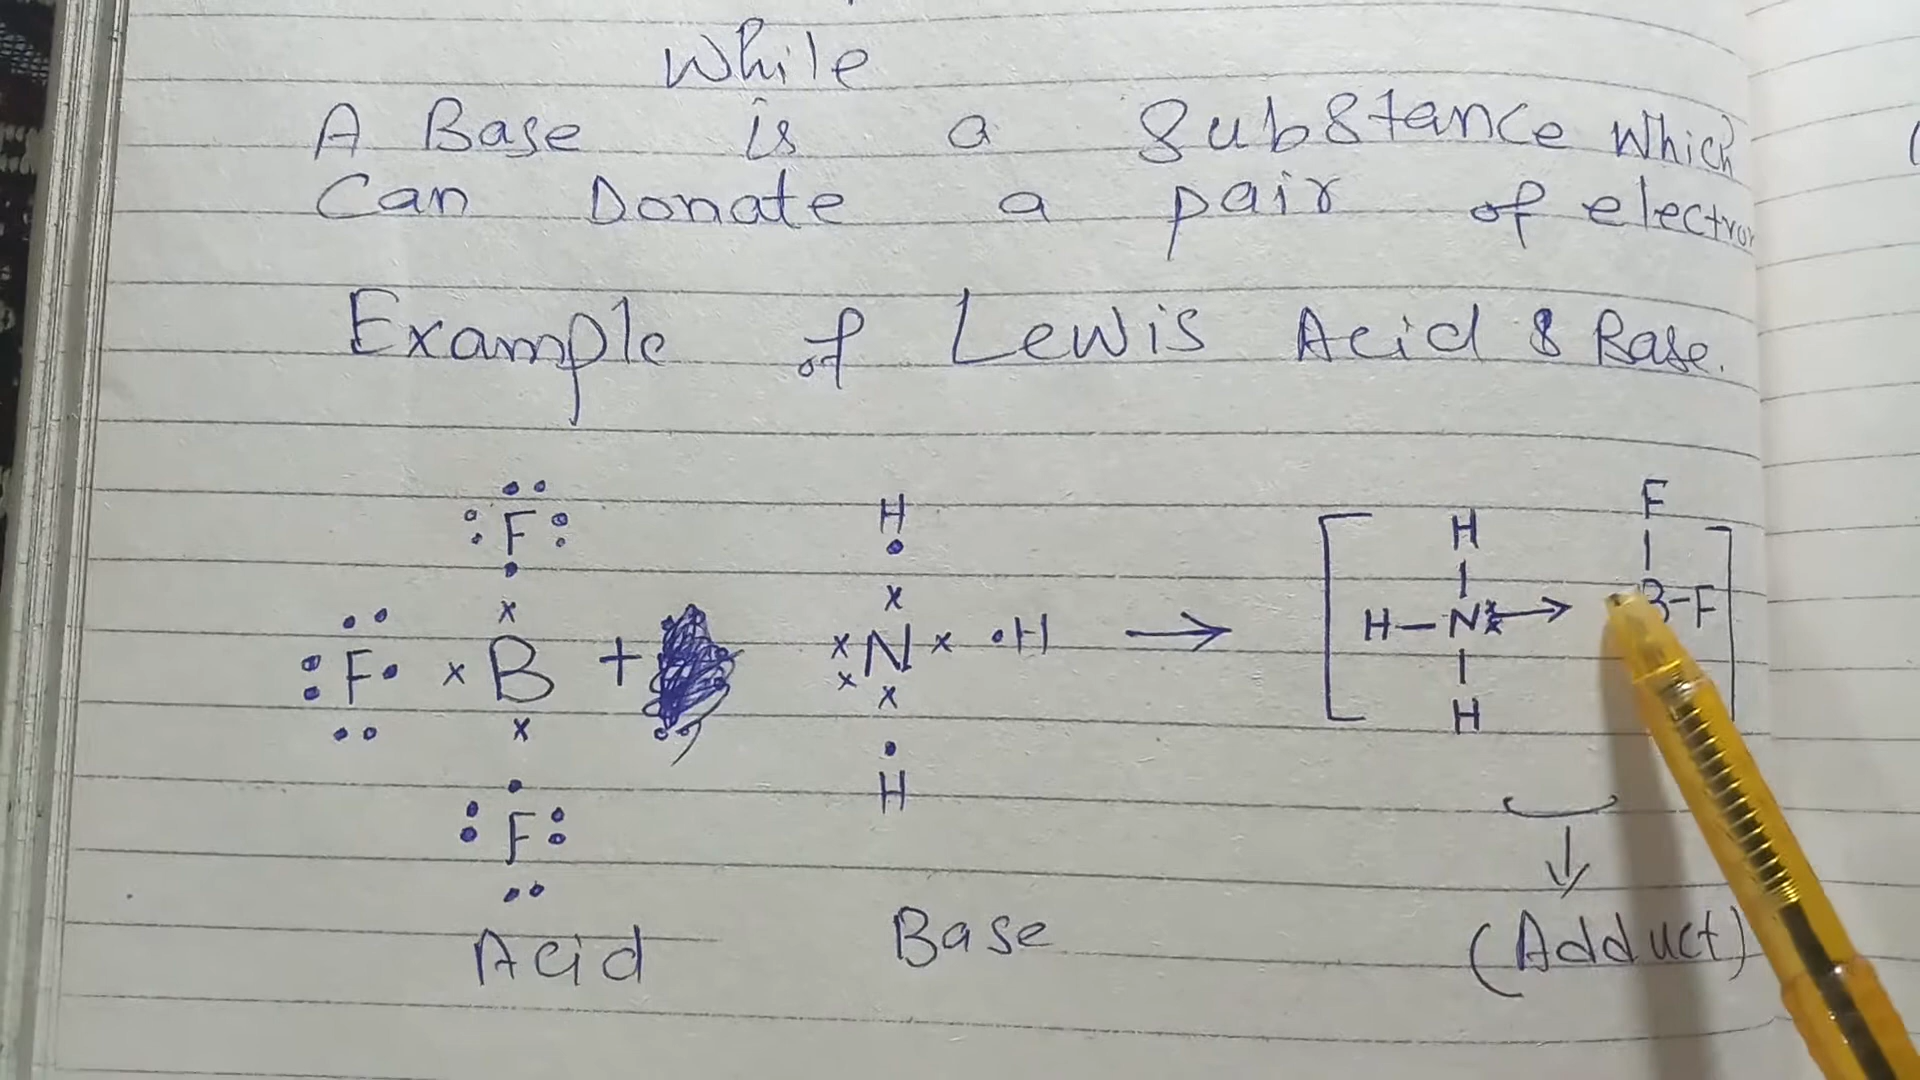 While
A Base is a Substance Which
Can Donate a pair of electron
Example of Lewis Acid & Base.
F H F
H B-F
F x B + x N x H → H-N →
H
F H
Acid Base (Adduct)